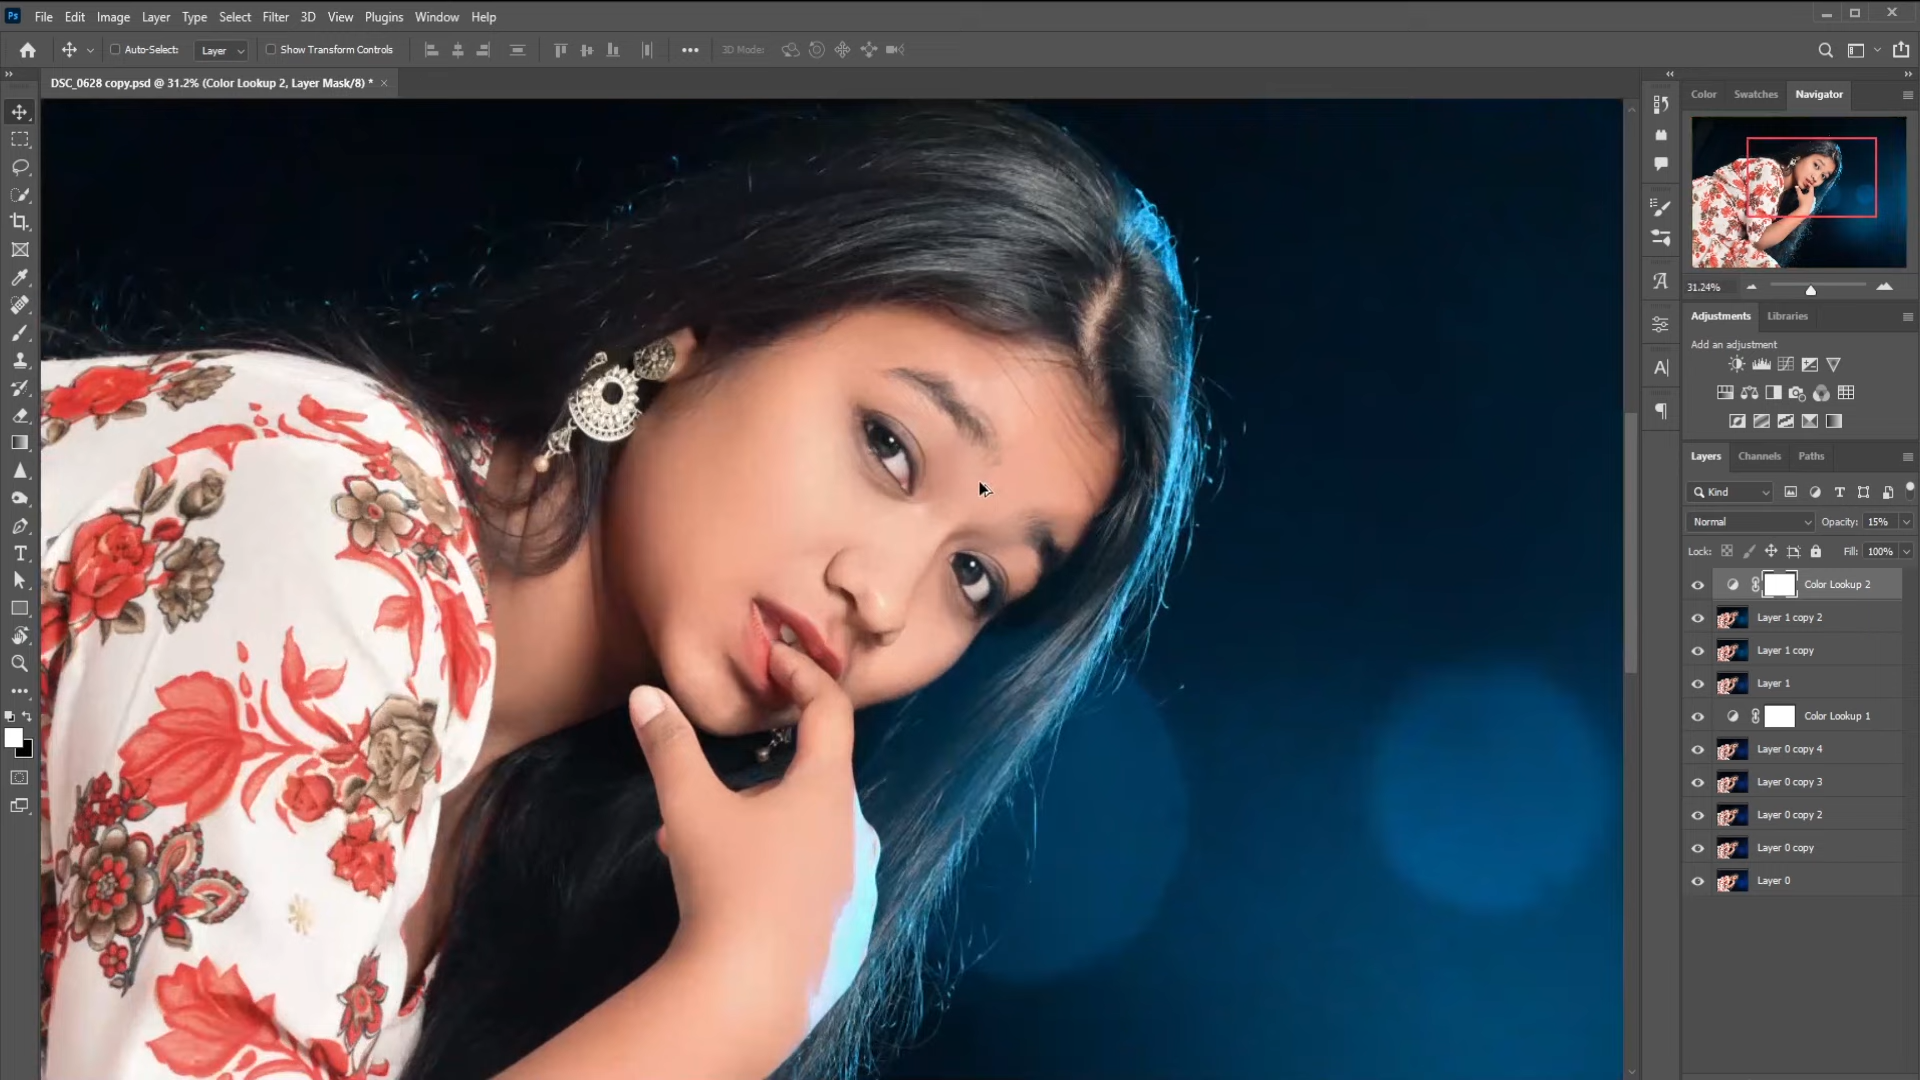 Ps File Edit Image Layer Type Select Filter 3D View Plugins Window Help
Auto-Select: Layer Show Transform Controls 3D Mode:
DSC_0628 copy.psd @ 31.2% (Color Lookup 2, Layer Mask/8) *
Color Swatches Navigator
31.24%
Adjustments Libraries
Add an adjustment
Layers Channels Paths
Kind
Normal Opacity: 15%
Lock: Fill: 100%
Color Lookup 2
Layer 1 copy 2
Layer 1 copy
Layer 1
Color Lookup 1
Layer 0 copy 4
Layer 0 copy 3
Layer 0 copy 2
Layer 0 copy
Layer 0